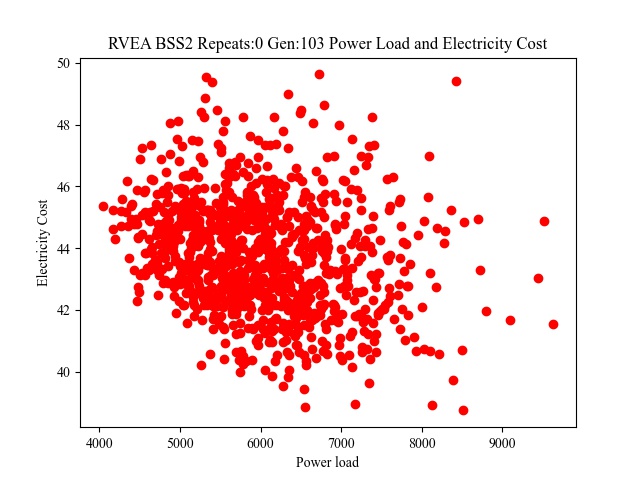 RVEA BSS2 Repeats:0 Gen:103 Power Load and Electricity Cost
50
48
46
44
42
40
Electricity Cost
4000 5000 6000 7000 8000 9000
Power load